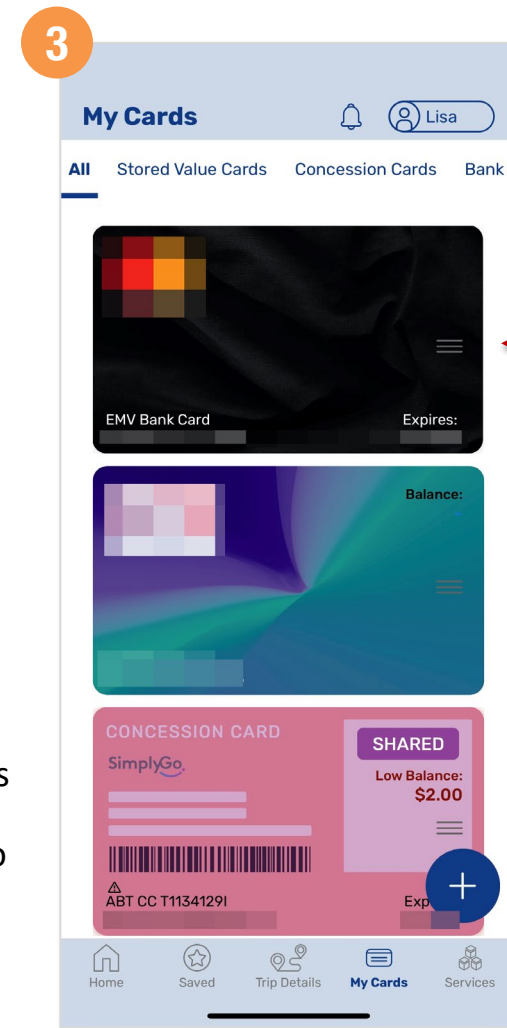 3
My Cards
Lisa
All Stored Value Cards Concession Cards Bank
EMV Bank Card Expires:
Balance:
CONCESSION CARD
SimplyGo.
SHARED
Low Balance:
$2.00
ABT CC T1134129I
Exp
s
Home Saved Trip Details My Cards Services